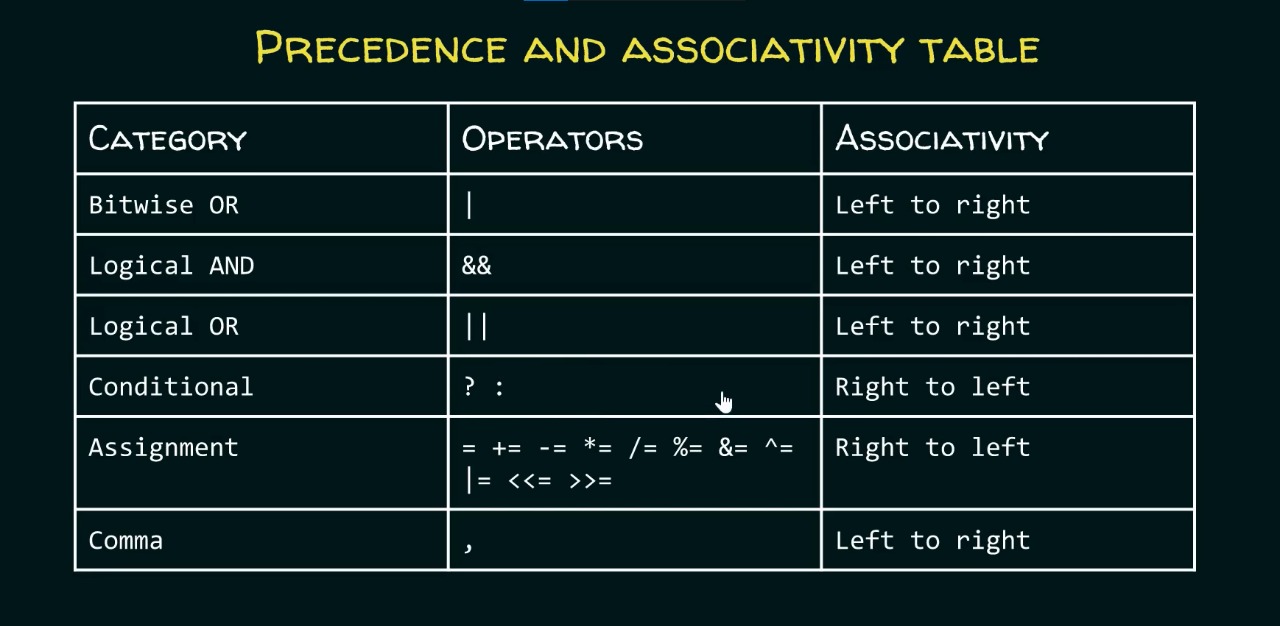 PRECEDENCE AND ASSOCIATIVITY TABLE
CATEGORY OPERATORS ASSOCIATIVITY
Bitwise OR | Left to right
Logical AND && Left to right
Logical OR || Left to right
Conditional ? : Right to left
Assignment = += -= *= /= %= &= ^= Right to left
|= <<= >>=
Comma , Left to right